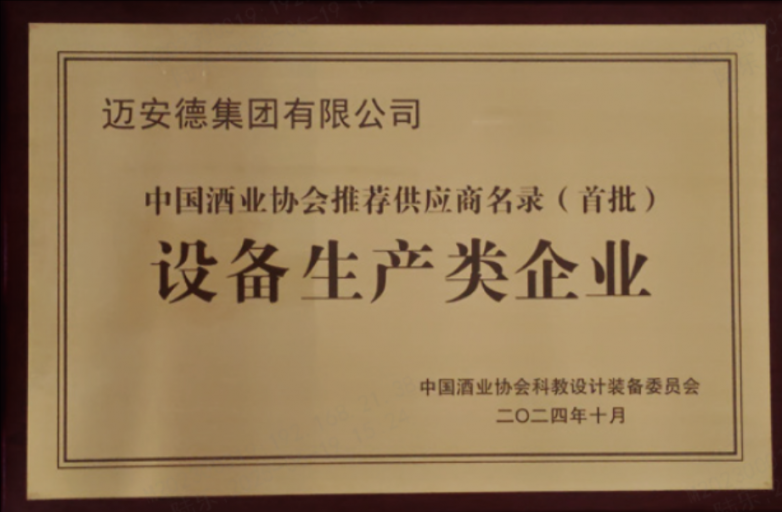 迈安德集团有限公司
中国酒业协会推荐供应商名录（首批）
设备生产类企业
中国酒业协会科教设计装备委员会
二〇二四年十月